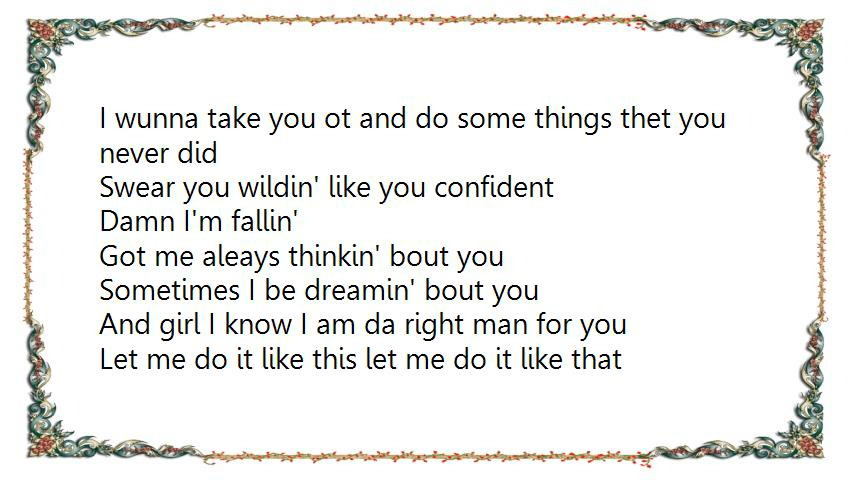 I wunna take you ot and do some things thet you
never did
Swear you wildin' like you confident
Damn I'm fallin'
Got me aleays thinkin' bout you
Sometimes I be dreamin' bout you
And girl I know I am da right man for you
Let me do it like this let me do it like that